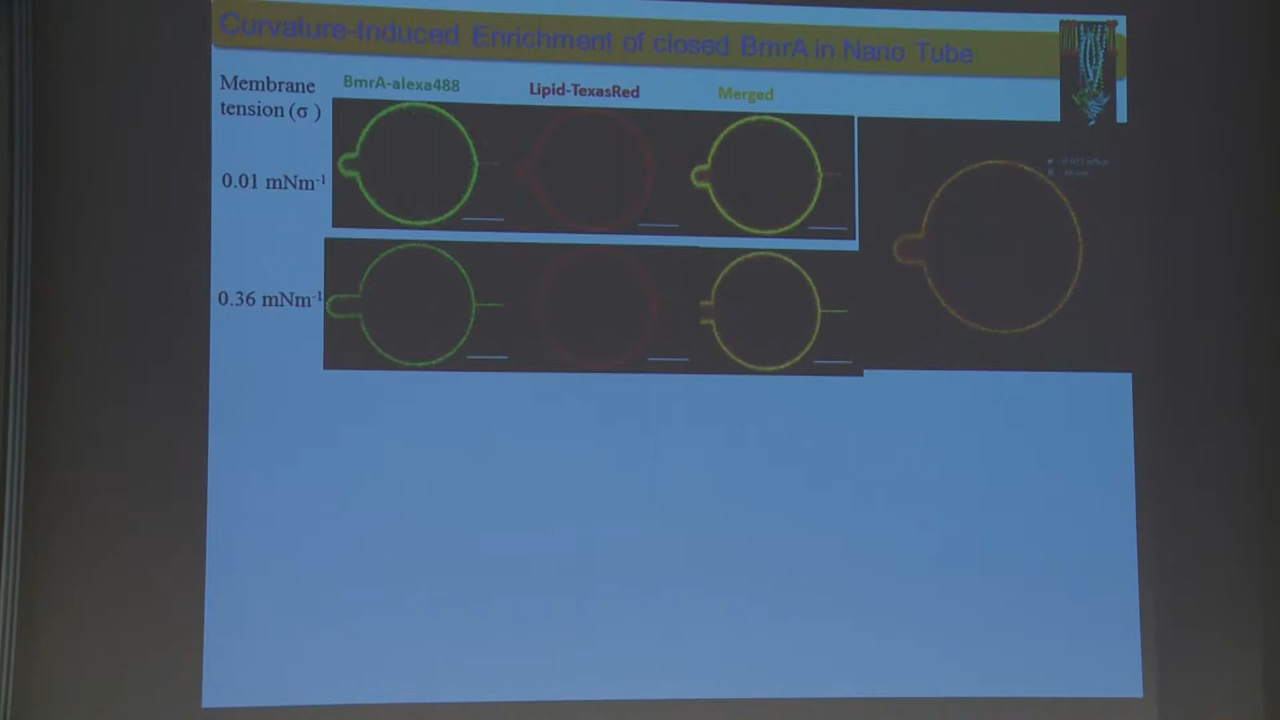 Curvature-Induced Enrichment of closed BmrA in Nano Tube
Membrane
tension (σ )
BmrA-alexa488
Lipid-TexasRed
Merged
0.01 mNm-1
0.36 mNm-1